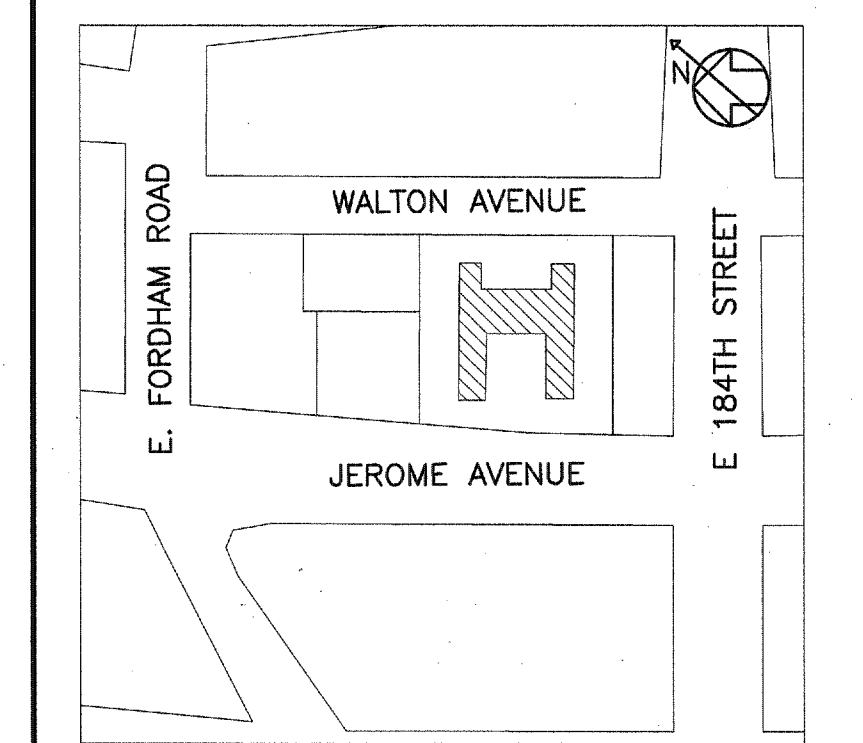 N
WALTON AVENUE
E. FORDHAM ROAD
E 184TH STREET
JEROME AVENUE